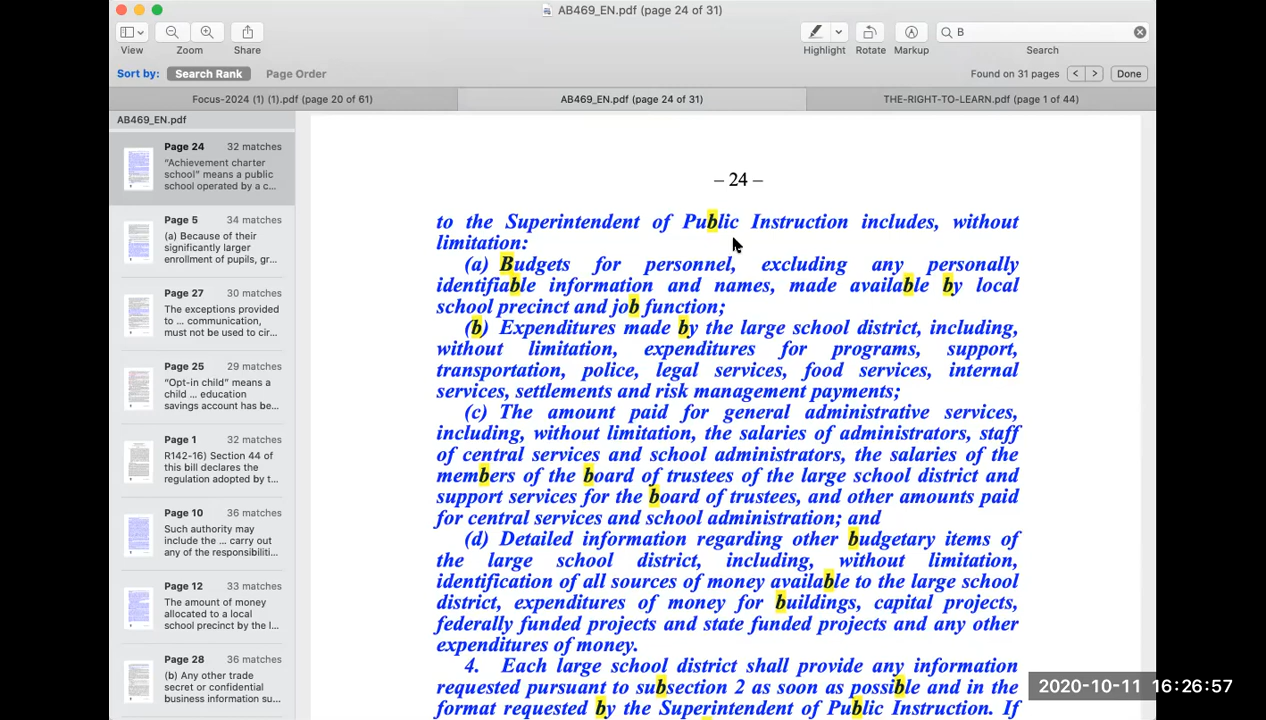 AB469_EN.pdf (page 24 of 31)
View
Zoom
Share
Highlight
Rotate
Markup
B
Search
Sort by:
Search Rank
Page Order
Found on 31 pages
<
>
Done
Focus-2024 (1) (1).pdf (page 20 of 61)
AB469_EN.pdf (page 24 of 31)
THE-RIGHT-TO-LEARN.pdf (page 1 of 44)
AB469_EN.pdf
Page 24 32 matches
“Achievement charter
school” means a public
school operated by a c...
Page 5 34 matches
(a) Because of their
significantly larger
enrollment of pupils, gr...
Page 27 30 matches
The exceptions provided
to ... communication,
must not be used to cir...
Page 25 29 matches
“Opt-in child” means a
child ... education
savings account has be...
Page 1 32 matches
R142-16) Section 44 of
this bill declares the
regulation adopted by t...
Page 10 36 matches
Such authority may
include the ... carry out
any of the responsibiliti...
Page 12 33 matches
The amount of money
allocated to a local
school precinct by the l...
Page 28 36 matches
(b) Any other trade
secret or confidential
business information su...
– 24 –
to the Superintendent of Public Instruction includes, without
limitation:
(a) Budgets for personnel, excluding any personally
identifiable information and names, made available by local
school precinct and job function;
(b) Expenditures made by the large school district, including,
without limitation, expenditures for programs, support,
transportation, police, legal services, food services, internal
services, settlements and risk management payments;
(c) The amount paid for general administrative services,
including, without limitation, the salaries of administrators, staff
of central services and school administrators, the salaries of the
members of the board of trustees of the large school district and
support services for the board of trustees, and other amounts paid
for central services and school administration; and
(d) Detailed information regarding other budgetary items of
the large school district, including, without limitation,
identification of all sources of money available to the large school
district, expenditures of money for buildings, capital projects,
federally funded projects and state funded projects and any other
expenditures of money.
4. Each large school district shall provide any information
requested pursuant to subsection 2 as soon as possible and in the
format requested by the Superintendent of Public Instruction. If
2020-10-11 16:26:57